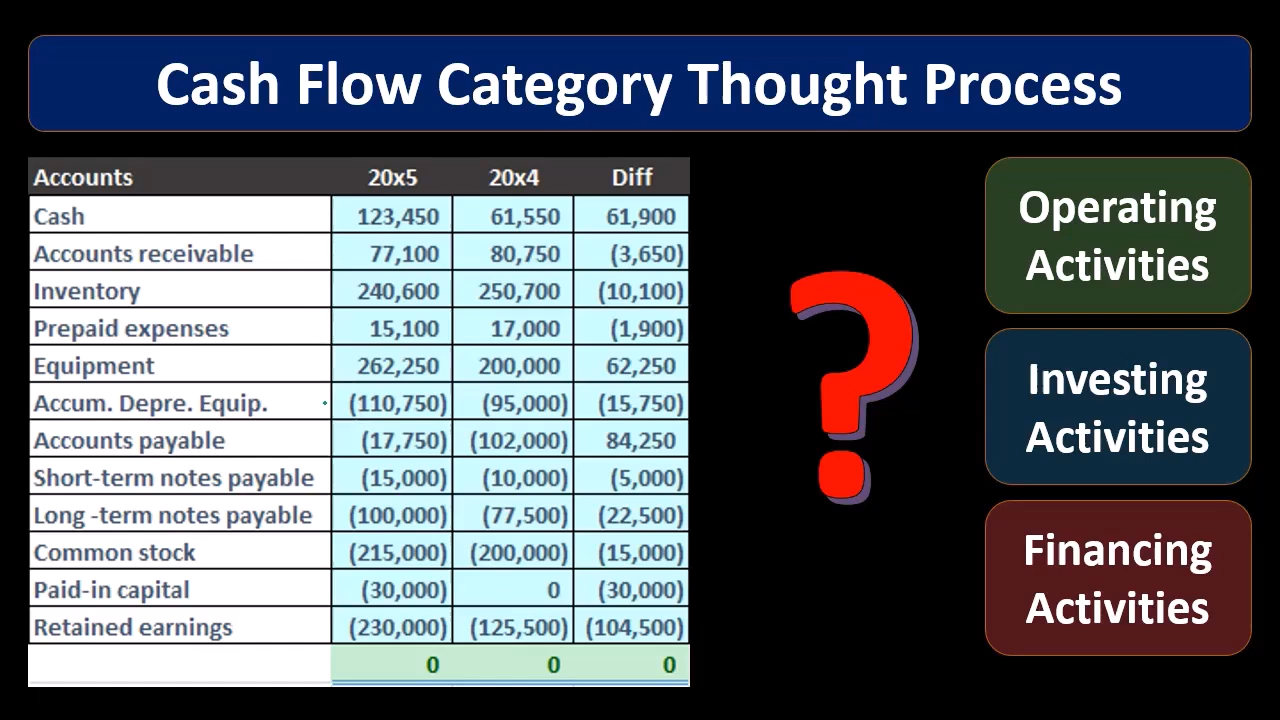 Cash Flow Category Thought Process
Accounts 20x5 20x4 Diff
Cash 123,450 61,550 61,900
Accounts receivable 77,100 80,750 (3,650)
Inventory 240,600 250,700 (10,100)
Prepaid expenses 15,100 17,000 (1,900)
Equipment 262,250 200,000 62,250
Accum. Depre. Equip. (110,750) (95,000) (15,750)
Accounts payable (17,750) (102,000) 84,250
Short-term notes payable (15,000) (10,000) (5,000)
Long -term notes payable (100,000) (77,500) (22,500)
Common stock (215,000) (200,000) (15,000)
Paid-in capital (30,000) 0 (30,000)
Retained earnings (230,000) (125,500) (104,500)
0 0 0
?
Operating
Activities
Investing
Activities
Financing
Activities